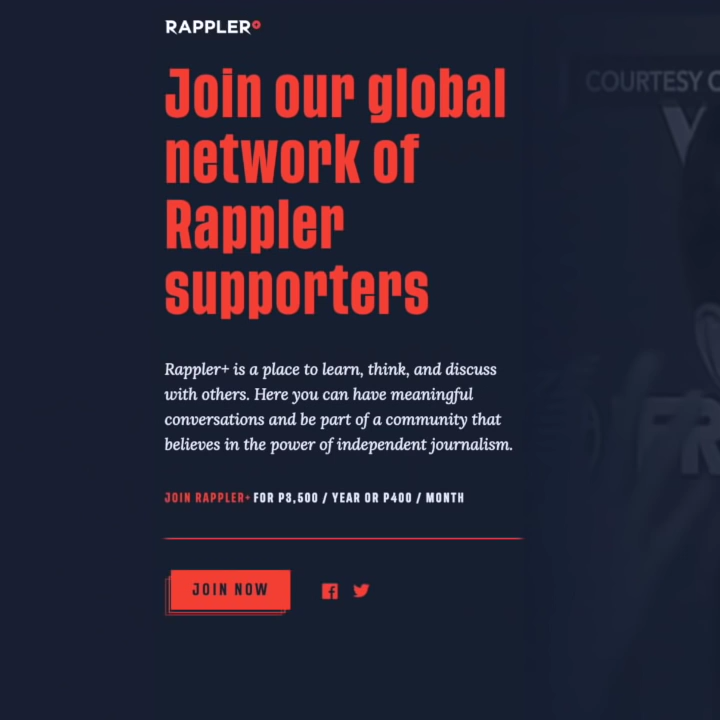 RAPPLER
Join our global
network of
Rappler
supporters
Rappler+ is a place to learn, think, and discuss
with others. Here you can have meaningful
conversations and be part of a community that
believes in the power of independent journalism.
JOIN RAPPLER+ FOR P3,500 / YEAR OR P400 / MONTH
JOIN NOW
COURTESY